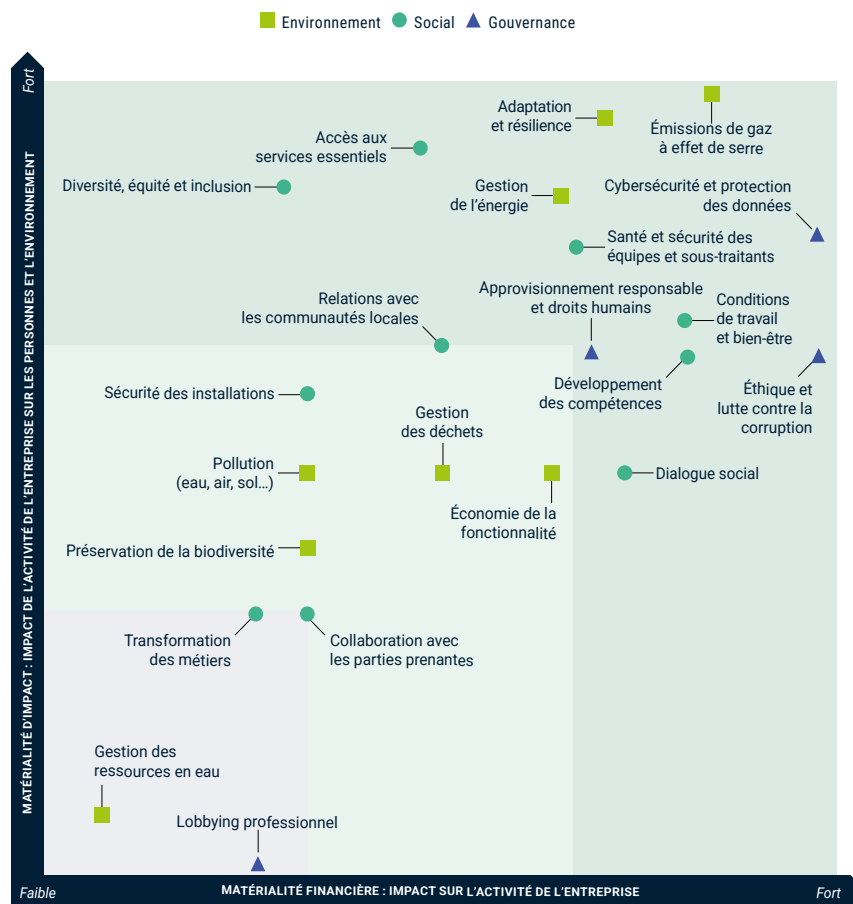 Environnement
Social
Gouvernance
Fort
MATÉRIALITÉ D'IMPACT : IMPACT DE L'ACTIVITÉ DE L'ENTREPRISE SUR LES PERSONNES ET L'ENVIRONNEMENT
Adaptation
et résilience
Émissions de gaz
à effet de serre
Accès aux
services essentiels
Diversité, équité et inclusion
Gestion
de l'énergie
Cybersécurité et protection
des données
Santé et sécurité des
équipes et sous-traitants
Relations avec
les communautés locales
Approvisionnement responsable
et droits humains
Conditions
de travail
et bien-être
Sécurité des installations
Développement
des compétences
Éthique et
lutte contre la
corruption
Gestion
des déchets
Pollution
(eau, air, sol...)
Dialogue social
Économie de la
fonctionnalité
Préservation de la biodiversité
Transformation
des métiers
Collaboration avec
les parties prenantes
Gestion des
ressources en eau
Lobbying professionnel
Faible
MATÉRIALITÉ FINANCIÈRE : IMPACT SUR L'ACTIVITÉ DE L'ENTREPRISE
Fort